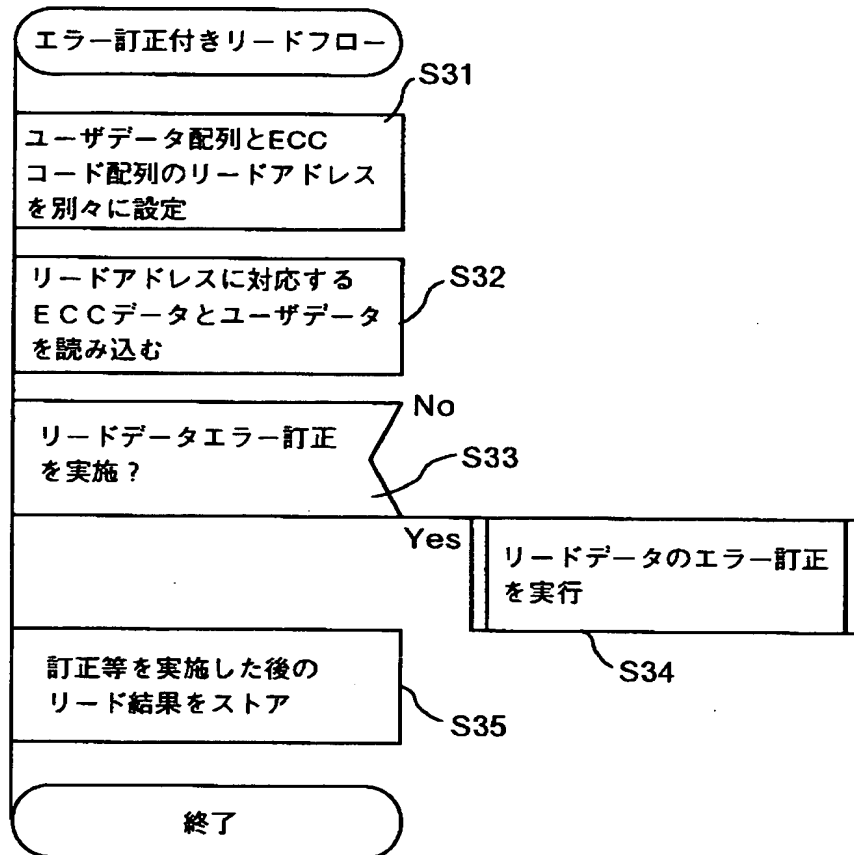 エラー訂正付きリードフロー
S31
ユーザデータ配列とECC
コード配列のリードアドレス
を別々に設定
リードアドレスに対応する
ＥＣＣデータとユーザデータ
を読み込む
S32
No
リードデータエラー訂正
を実施？
S33
Yes
リードデータのエラー訂正
を実行
S34
訂正等を実施した後の
リード結果をストア
S35
終了